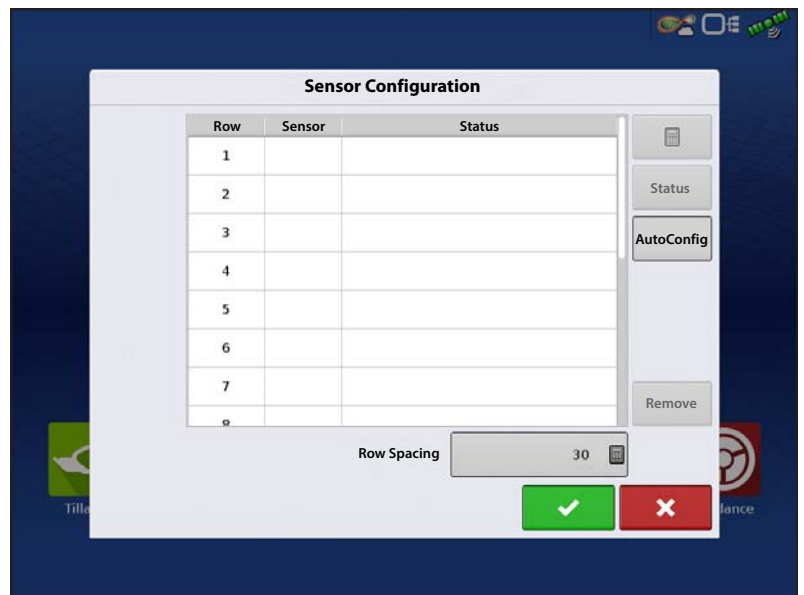 Sensor Configuration
Row Sensor Status
1
2
3
4
5
6
7
Status
AutoConfig
Remove
Row Spacing 30
Tilla
dance